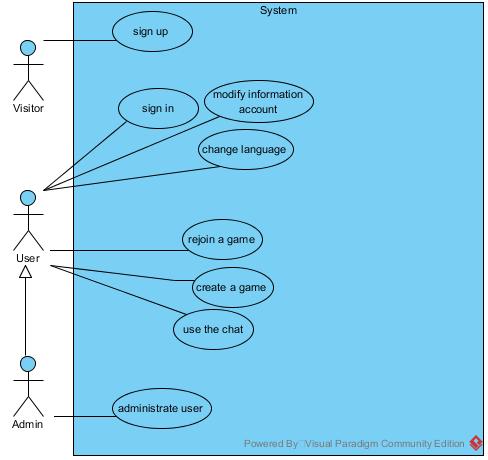 System
sign up
Visitor
sign in
modify information
account
change language
User
rejoin a game
create a game
use the chat
Admin
administrate user
Powered By Visual Paradigm Community Edition